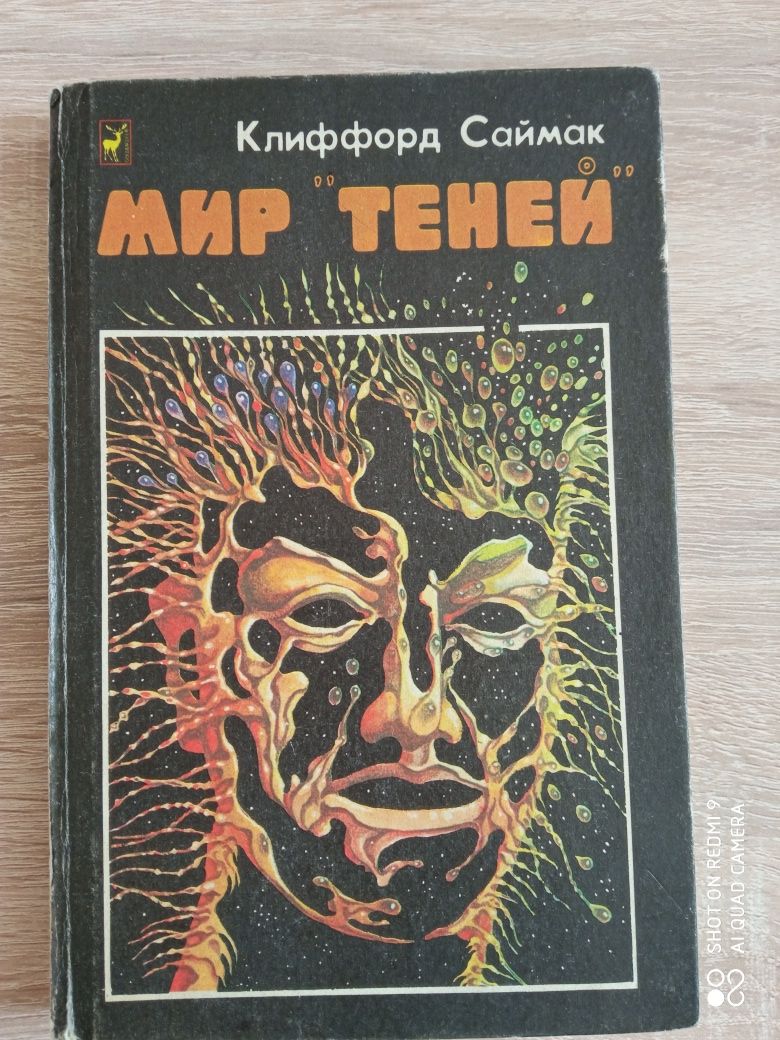 Клиффорд Саймак
МИР "ТЕНЕЙ"
SHOT ON REDMI 9
AI QUAD CAMERA